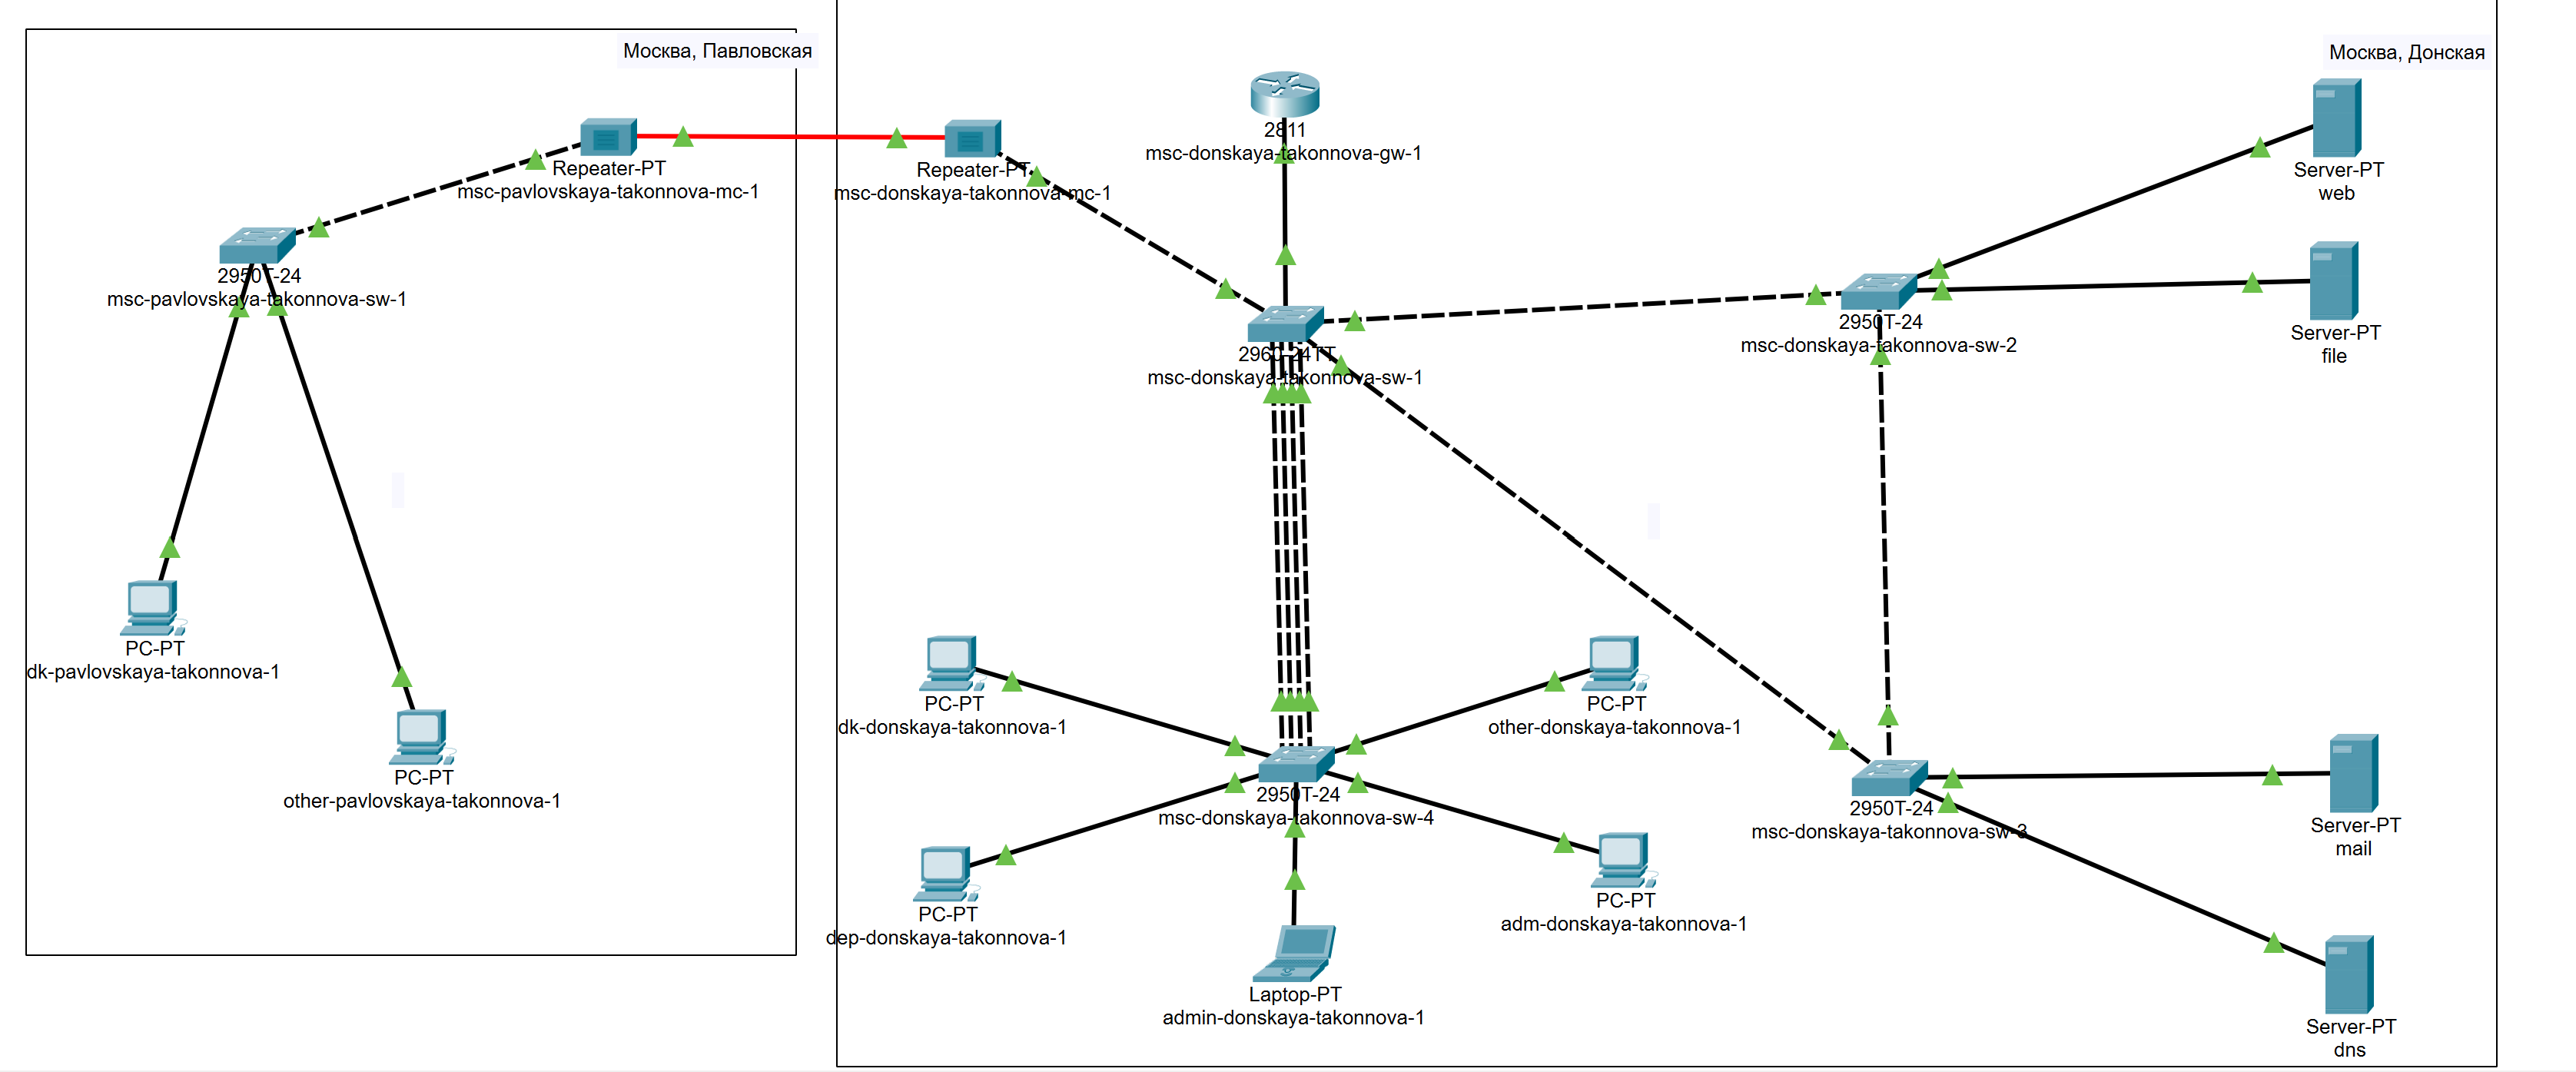 Москва, Павловская
Москва, Донская
Repeater-PT
msc-pavlovskaya-takonnova-mc-1
Repeater-PT
msc-donskaya-takonnova-mc-1
2811
msc-donskaya-takonnova-gw-1
Server-PT
web
2950T-24
msc-pavlovskaya-takonnova-sw-1
2960-24TT
msc-donskaya-takonnova-sw-1
2950T-24
msc-donskaya-takonnova-sw-2
Server-PT
file
PC-PT
dk-pavlovskaya-takonnova-1
PC-PT
other-pavlovskaya-takonnova-1
PC-PT
dk-donskaya-takonnova-1
PC-PT
other-donskaya-takonnova-1
2950T-24
msc-donskaya-takonnova-sw-4
2950T-24
msc-donskaya-takonnova-sw-3
Server-PT
mail
PC-PT
dep-donskaya-takonnova-1
PC-PT
adm-donskaya-takonnova-1
Laptop-PT
admin-donskaya-takonnova-1
Server-PT
dns